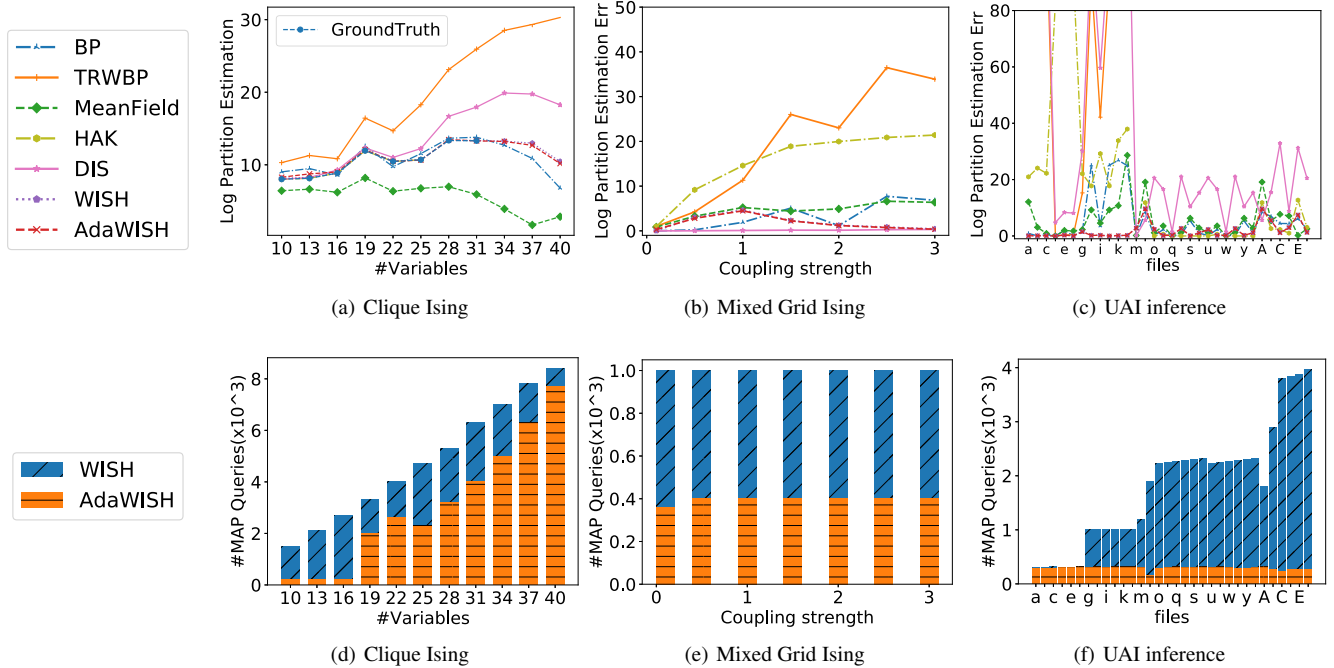 BP
TRWBP
MeanField
HAK
DIS
WISH
AdaWISH
Log Partition Estimation
30
20
10
GroundTruth
10 13 16 19 22 25 28 31 34 37 40
#Variables
(a) Clique Ising
Log Partition Estimation Err
50
40
30
20
10
0
0 1 2 3
Coupling strength
(b) Mixed Grid Ising
Log Partition Estimation Err
80
60
40
20
0
a c e g i k m o q s u w y A C E
files
(c) UAI inference
WISH
AdaWISH
#MAP Queries(x10^3)
8
6
4
2
0
10 13 16 19 22 25 28 31 34 37 40
#Variables
(d) Clique Ising
#MAP Queries(x10^3)
1.0
0.8
0.6
0.4
0.2
0.0
0 1 2 3
Coupling strength
(e) Mixed Grid Ising
#MAP Queries(x10^3)
4
3
2
1
0
a c e g i k m o q s u w y A C E
files
(f) UAI inference